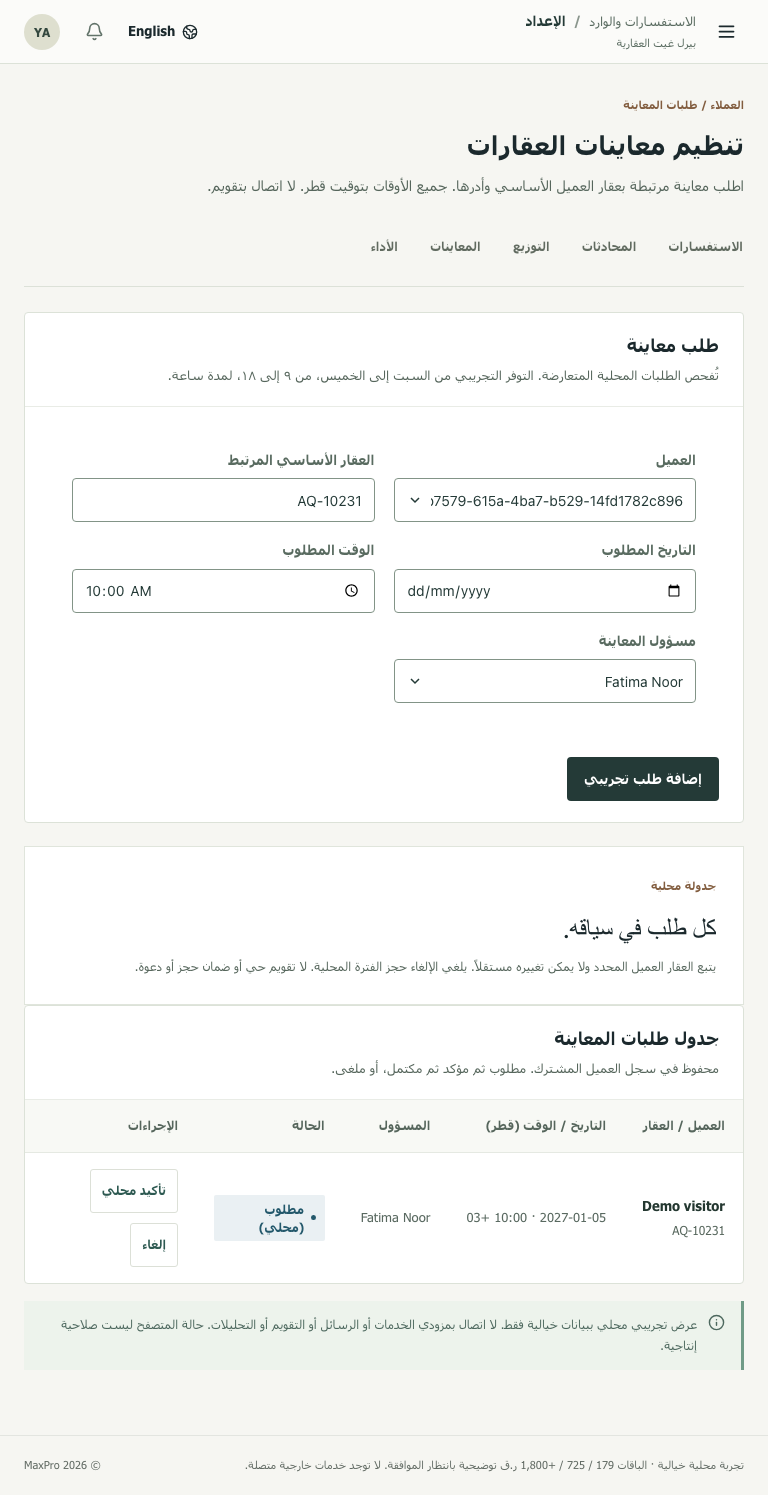 الاستفسارات والوارد / الإعداد
بيرل غيت العقارية
English
YA
العملاء / طلبات المعاينة
تنظيم معاينات العقارات
اطلب معاينة مرتبطة بعقار العميل الأساسي وأدرها. جميع الأوقات بتوقيت قطر. لا اتصال بتقويم.
الاستفسارات المحادثات التوزيع المعاينات الأداء
طلب معاينة
تُفحص الطلبات المحلية المتعارضة. التوفر التجريبي من السبت إلى الخميس، من ٩ إلى ١٨، لمدة ساعة.
العميل
العقار الأساسي المرتبط
7579-615a-4ba7-b529-14fd1782c896
AQ-10231
التاريخ المطلوب
الوقت المطلوب
dd/mm/yyyy
10:00 AM
مسؤول المعاينة
Fatima Noor
إضافة طلب تجريبي
جدولة محلية
كل طلب في سياقه.
يتبع العقار العميل المحدد ولا يمكن تغييره مستقلاً. يلغي الإلغاء حجز الفترة المحلية. لا تقويم حي أو ضمان حجز أو دعوة.
جدول طلبات المعاينة
محفوظ في سجل العميل المشترك. مطلوب ثم مؤكد ثم مكتمل، أو ملغى.
العميل / العقار التاريخ / الوقت (قطر) المسؤول الحالة الإجراءات
Demo visitor
AQ-10231
2027-01-05 · 10:00 +03
Fatima Noor
مطلوب
(محلي)
تأكيد محلي
إلغاء
عرض تجريبي محلي ببيانات خيالية فقط. لا اتصال بمزودي الخدمات أو الرسائل أو التقويم أو التحليلات. حالة المتصفح ليست صلاحية
إنتاجية.
تجربة محلية خيالية · الباقات 179 / 725 / +1,800 ر.ق توضيحية بانتظار الموافقة. لا توجد خدمات خارجية متصلة.
© 2026 MaxPro